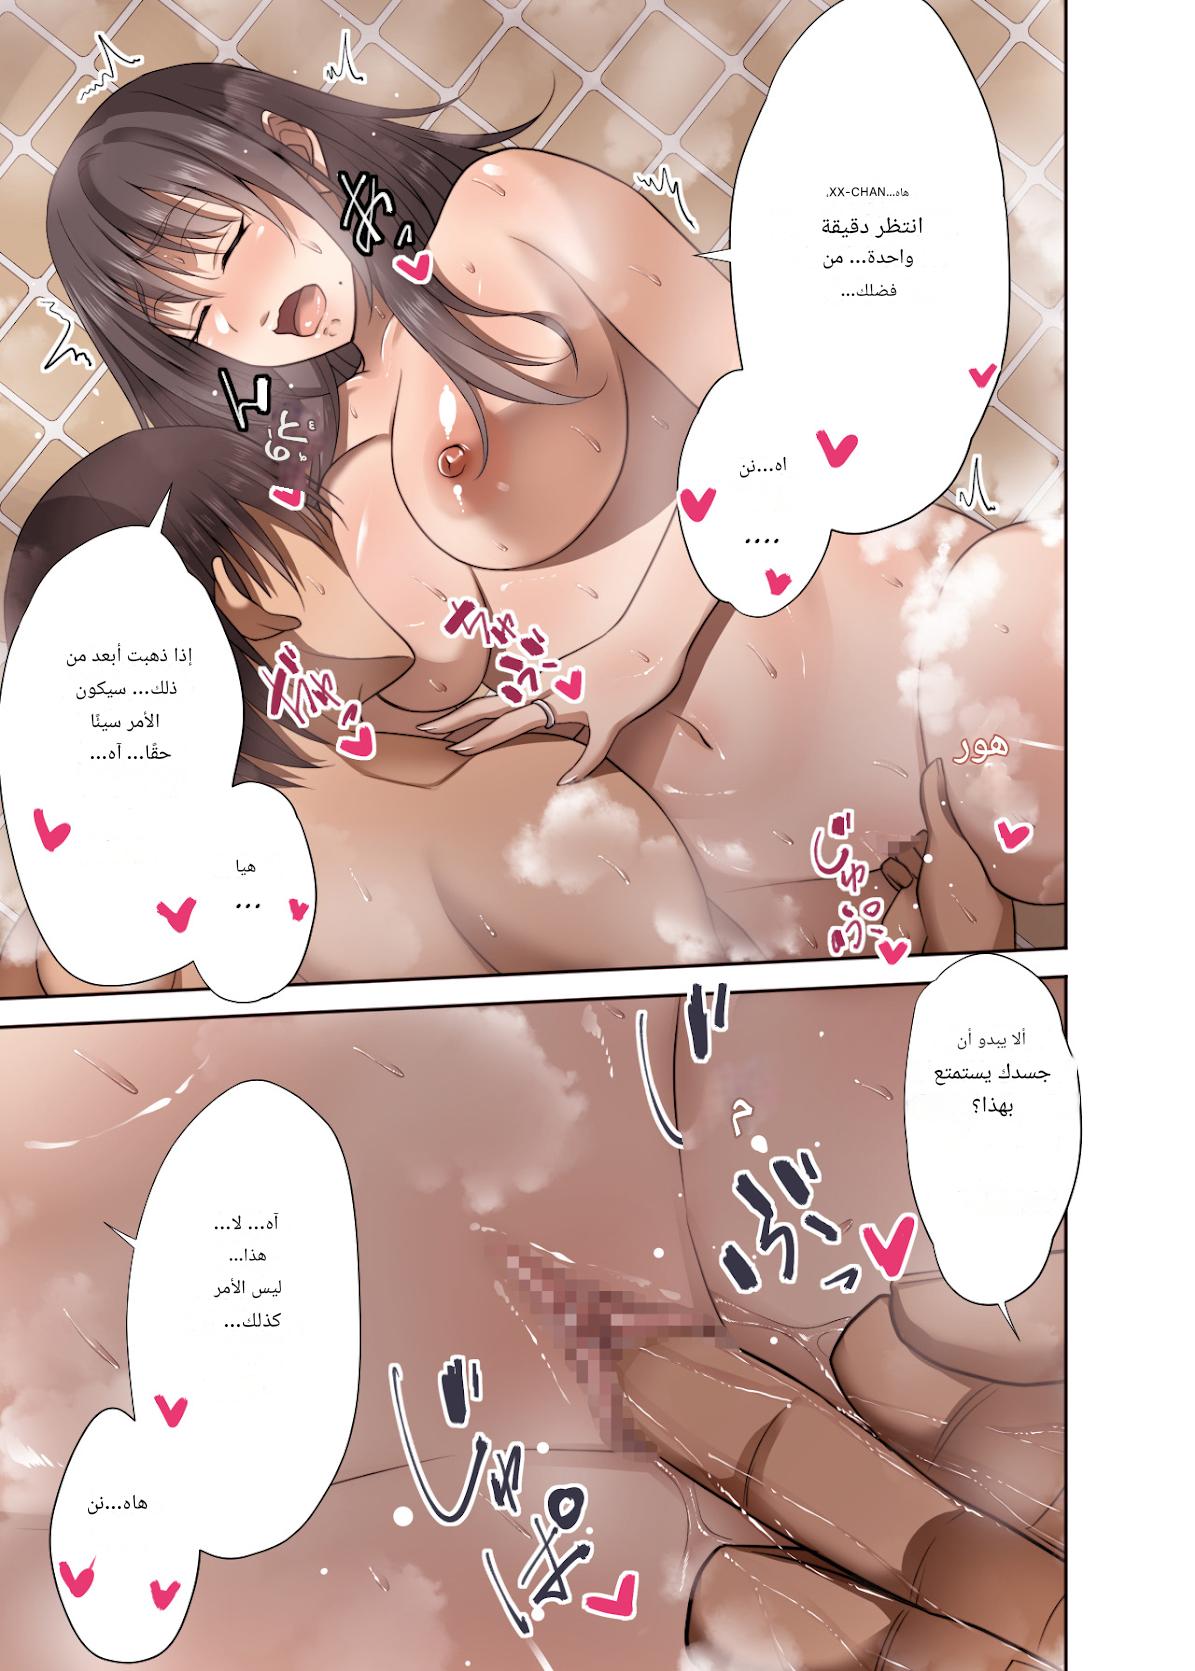 هاه...XX-CHAN,
انتظر دقيقة
واحدة... من
فضلك...
اه...نن
....
إذا ذهبت أبعد من
ذلك... سيكون
الأمر سيئًا
حقًا... آه...
هيا
...
هور
ألا يبدو أن
جسدك يستمتع
بهذا؟
م
آه... لا...
هذا...
ليس الأمر
كذلك...
هاه...نن